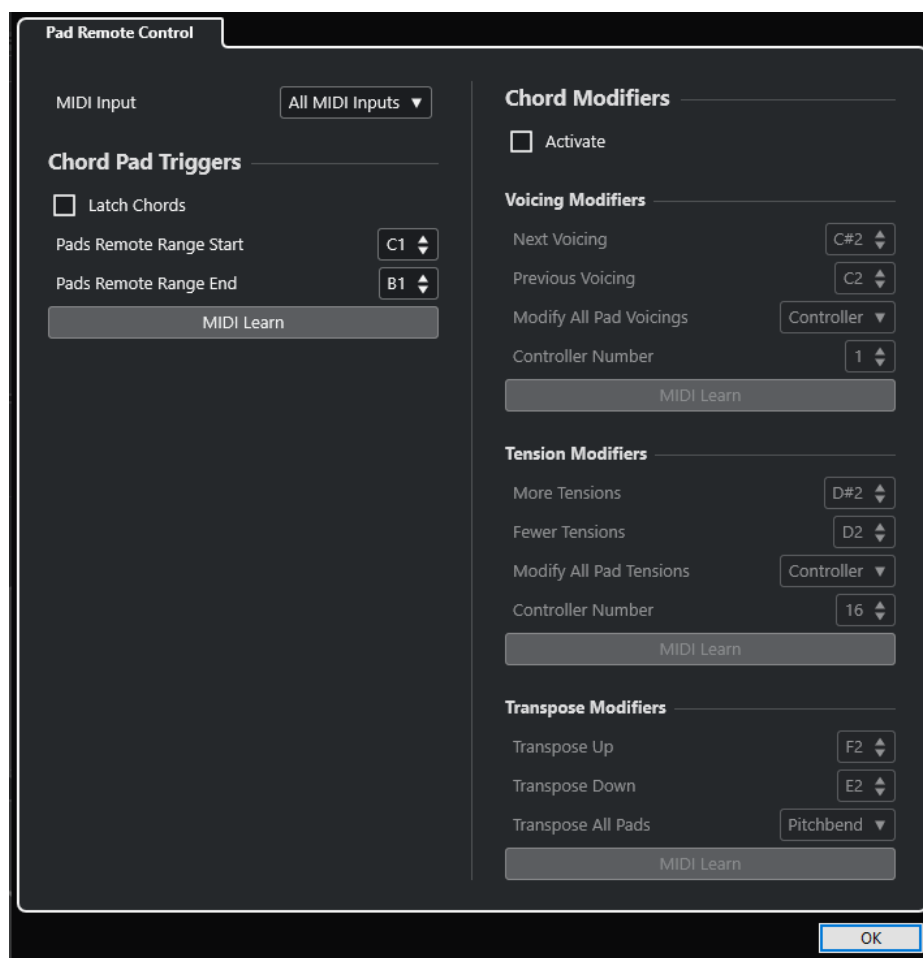 Pad Remote Control
MIDI Input All MIDI Inputs
Chord Pad Triggers
Latch Chords
Pads Remote Range Start C1
Pads Remote Range End B1
MIDI Learn
Chord Modifiers
Activate
Voicing Modifiers
Next Voicing C#2
Previous Voicing C2
Modify All Pad Voicings Controller
Controller Number 1
MIDI Learn
Tension Modifiers
More Tensions D#2
Fewer Tensions D2
Modify All Pad Tensions Controller
Controller Number 16
MIDI Learn
Transpose Modifiers
Transpose Up F2
Transpose Down E2
Transpose All Pads Pitchbend
MIDI Learn
OK